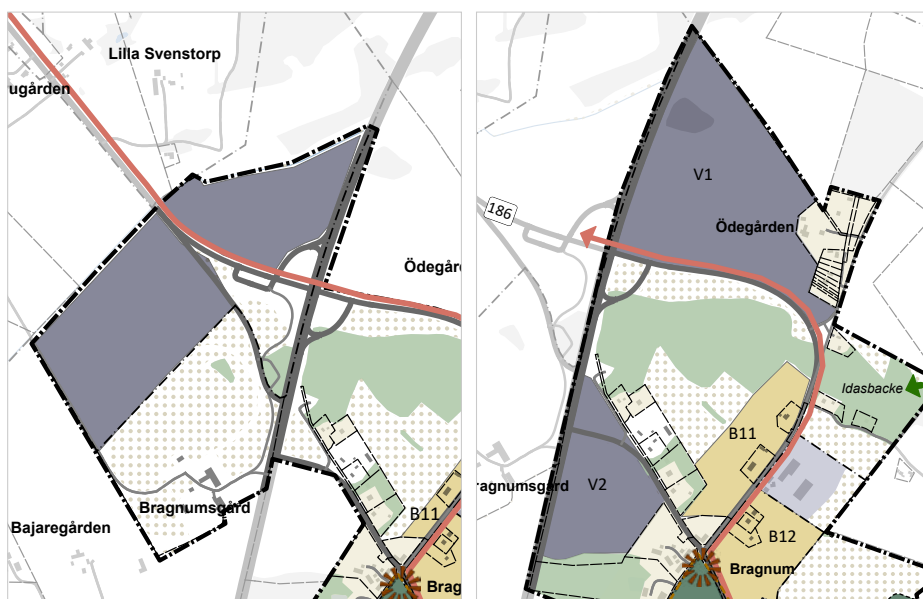 Lilla Svenstorp
ugården
Ödegår
Bragnumsgård
Bajaregården
B11
Brag
V1
186
Ödegården
Idasbacke
B11
ragnumsgård
V2
B12
Bragnum